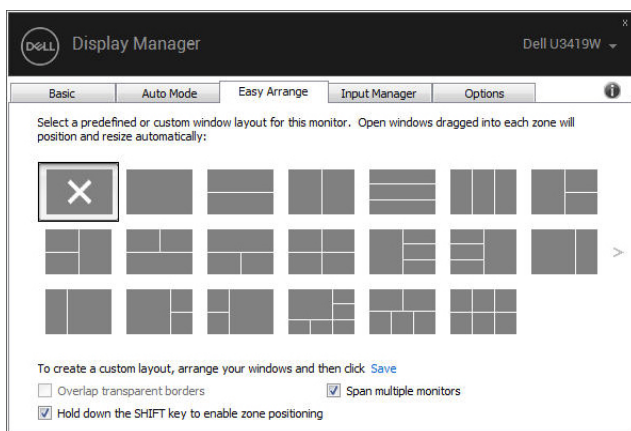 x
DELL Display Manager Dell U3419W
Basic Auto Mode Easy Arrange Input Manager Options i
Select a predefined or custom window layout for this monitor. Open windows dragged into each zone will
position and resize automatically:
>
To create a custom layout, arrange your windows and then click Save
Overlap transparent borders Span multiple monitors
Hold down the SHIFT key to enable zone positioning